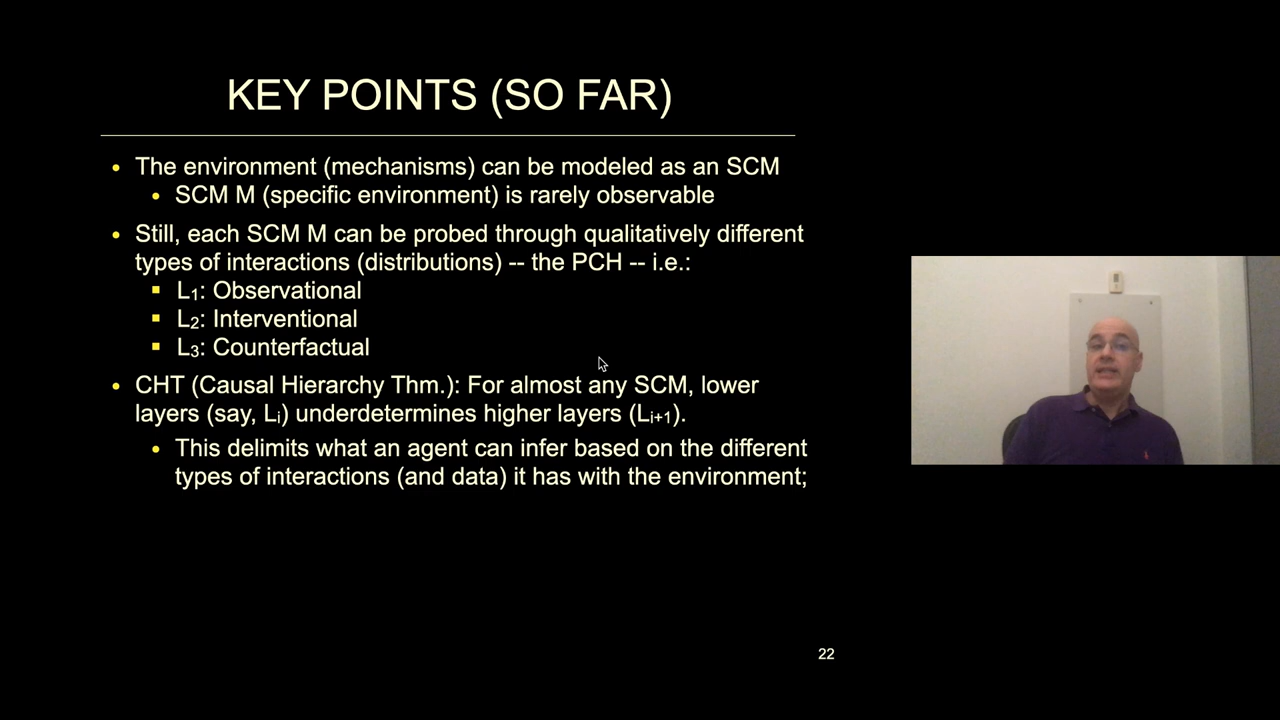 KEY POINTS (SO FAR)
• The environment (mechanisms) can be modeled as an SCM
• SCM M (specific environment) is rarely observable
• Still, each SCM M can be probed through qualitatively different
types of interactions (distributions) -- the PCH -- i.e.:
▪ L₁: Observational
▪ L₂: Interventional
▪ L₃: Counterfactual
• CHT (Causal Hierarchy Thm.): For almost any SCM, lower
layers (say, Lᵢ) underdetermines higher layers (Lᵢ₊₁).
• This delimits what an agent can infer based on the different
types of interactions (and data) it has with the environment;
22